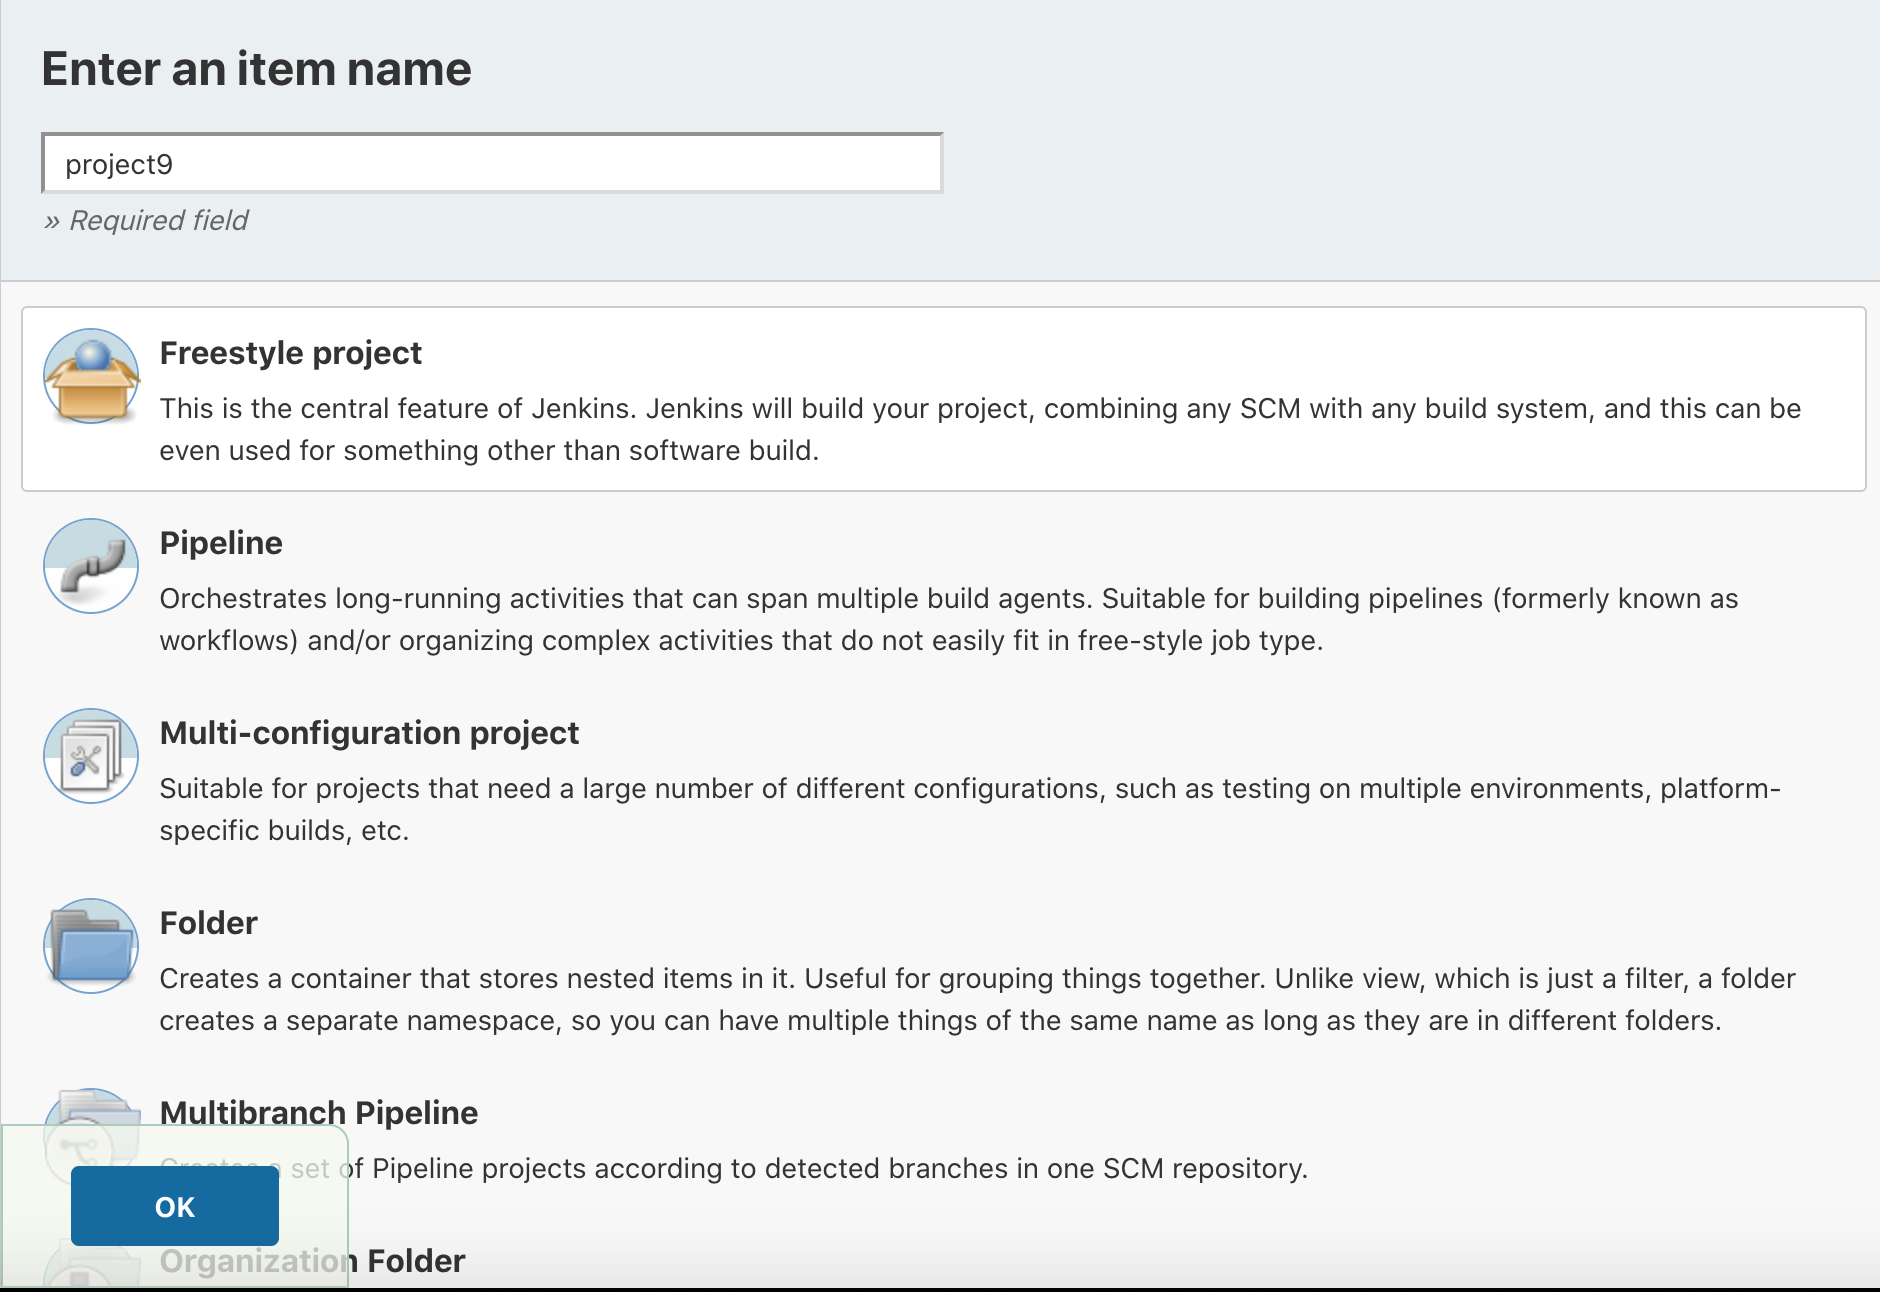 Enter an item name
project9
» Required field
Freestyle project
This is the central feature of Jenkins. Jenkins will build your project, combining any SCM with any build system, and this can be
even used for something other than software build.
Pipeline
Orchestrates long-running activities that can span multiple build agents. Suitable for building pipelines (formerly known as
workflows) and/or organizing complex activities that do not easily fit in free-style job type.
Multi-configuration project
Suitable for projects that need a large number of different configurations, such as testing on multiple environments, platform-
specific builds, etc.
Folder
Creates a container that stores nested items in it. Useful for grouping things together. Unlike view, which is just a filter, a folder
creates a separate namespace, so you can have multiple things of the same name as long as they are in different folders.
Multibranch Pipeline
Creates a set of Pipeline projects according to detected branches in one SCM repository.
OK
Organization Folder